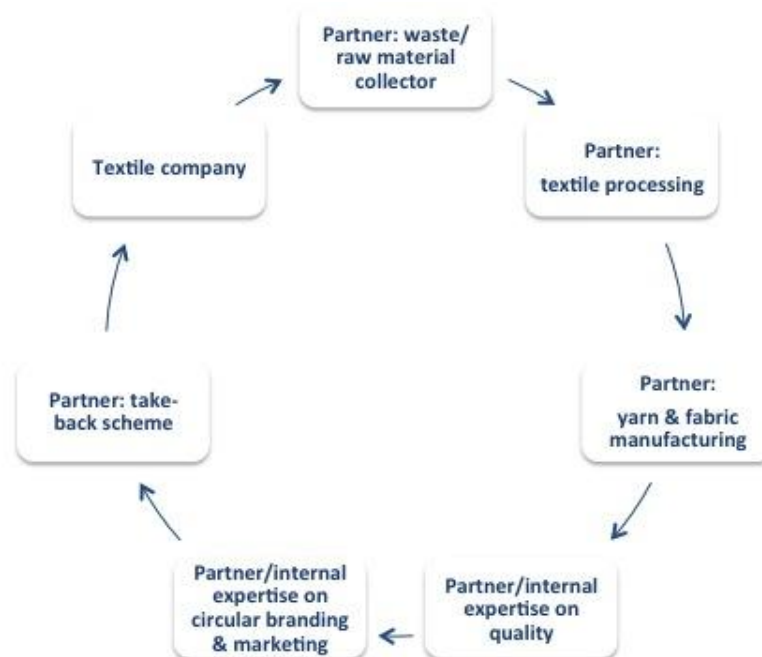 Partner: waste/
raw material
collector
Partner:
textile processing
Partner:
yarn & fabric
manufacturing
Partner/internal
expertise on
quality
Partner/internal
expertise on
circular branding
& marketing
Partner: take-
back scheme
Textile company